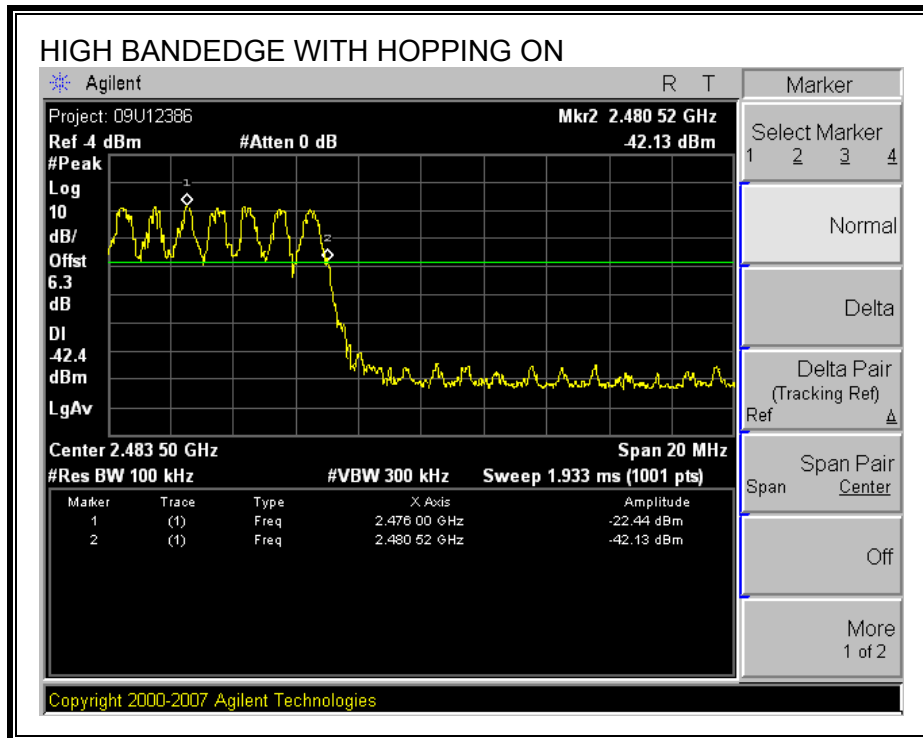 HIGH BANDEDGE WITH HOPPING ON
Agilent R T Marker
Project: 09U12386 Mkr2 2.480 52 GHz
Ref -4 dBm #Atten 0 dB -42.13 dBm
Select Marker
1 2 3 4
#Peak
Log
10
dB/
Offst
6.3
dB
DI
-42.4
dBm
LgAv
1
2
Normal
Delta
Delta Pair
(Tracking Ref)
Ref Δ
Center 2.483 50 GHz Span 20 MHz
#Res BW 100 kHz #VBW 300 kHz Sweep 1.933 ms (1001 pts)
Span Pair
Span Center
Marker Trace Type X Axis Amplitude
1 (1) Freq 2.476 00 GHz -22.44 dBm
2 (1) Freq 2.480 52 GHz -42.13 dBm
Off
More
1 of 2
Copyright 2000-2007 Agilent Technologies